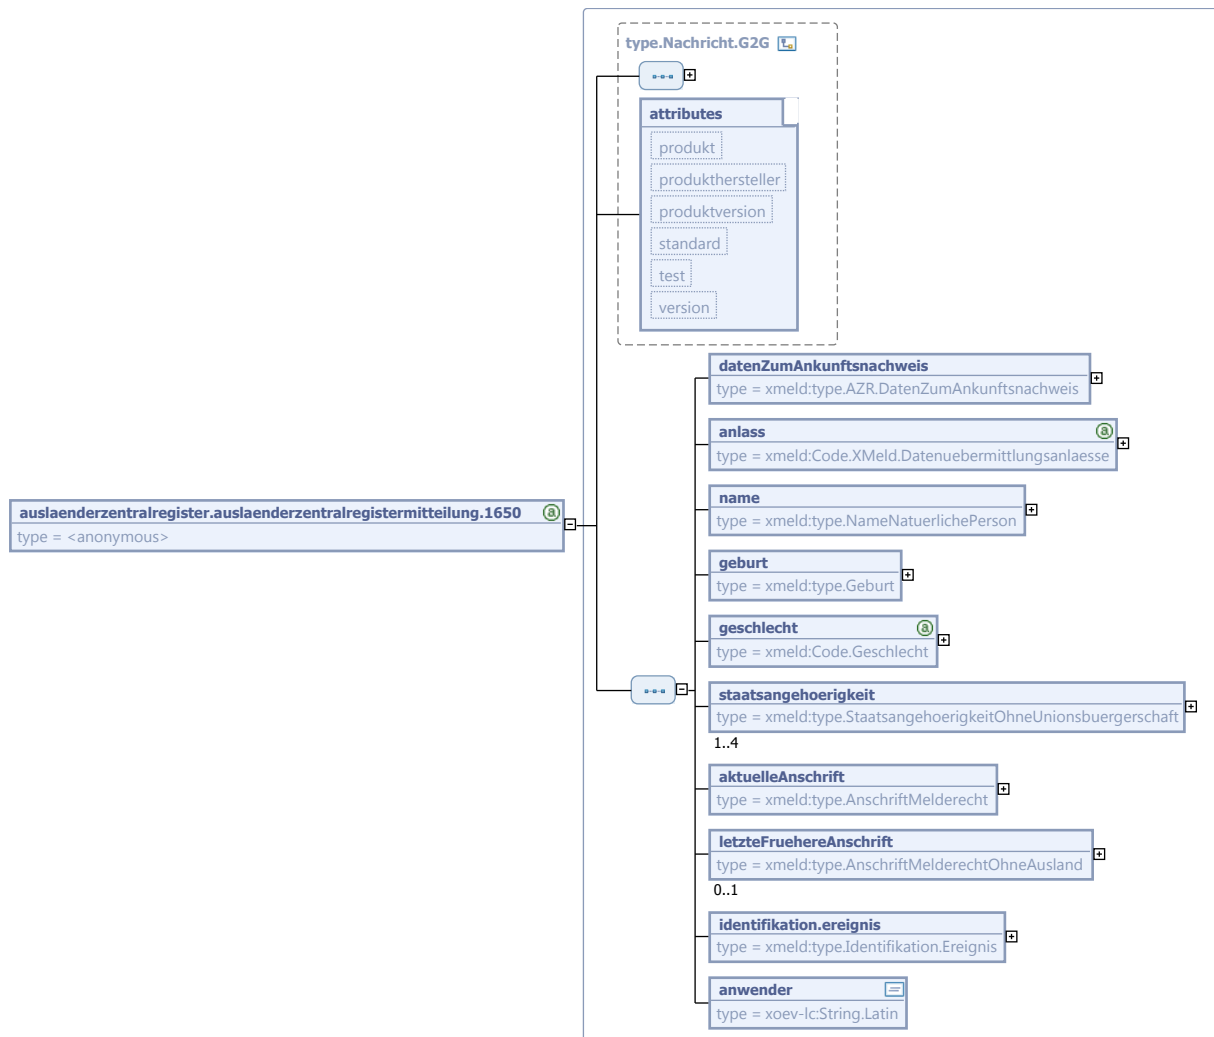 type.Nachricht.G2G
attributes
produkt
produkthersteller
produktversion
standard
test
version
auslaenderzentralregister.auslaenderzentralregistermitteilung.1650
type = <anonymous>
datenZumAnkunftsnachweis
type = xmeld:type.AZR.DatenZumAnkunftsnachweis
anlass
type = xmeld:Code.XMeld.Datenuebermittlungsanlaesse
name
type = xmeld:type.NameNatuerlichePerson
geburt
type = xmeld:type.Geburt
geschlecht
type = xmeld:Code.Geschlecht
staatsangehoerigkeit
type = xmeld:type.StaatsangehoerigkeitOhneUnionsbuergerschaft
1..4
aktuelleAnschrift
type = xmeld:type.AnschriftMelderecht
letzteFruehereAnschrift
type = xmeld:type.AnschriftMelderechtOhneAusland
0..1
identifikation.ereignis
type = xmeld:type.Identifikation.Ereignis
anwender
type = xoev-lc:String.Latin